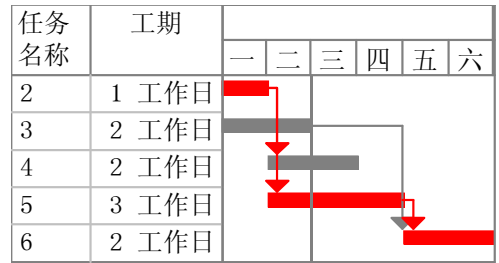 任务
名称
工期
一 二 三 四 五 六
2 1 工作日
3 2 工作日
4 2 工作日
5 3 工作日
6 2 工作日